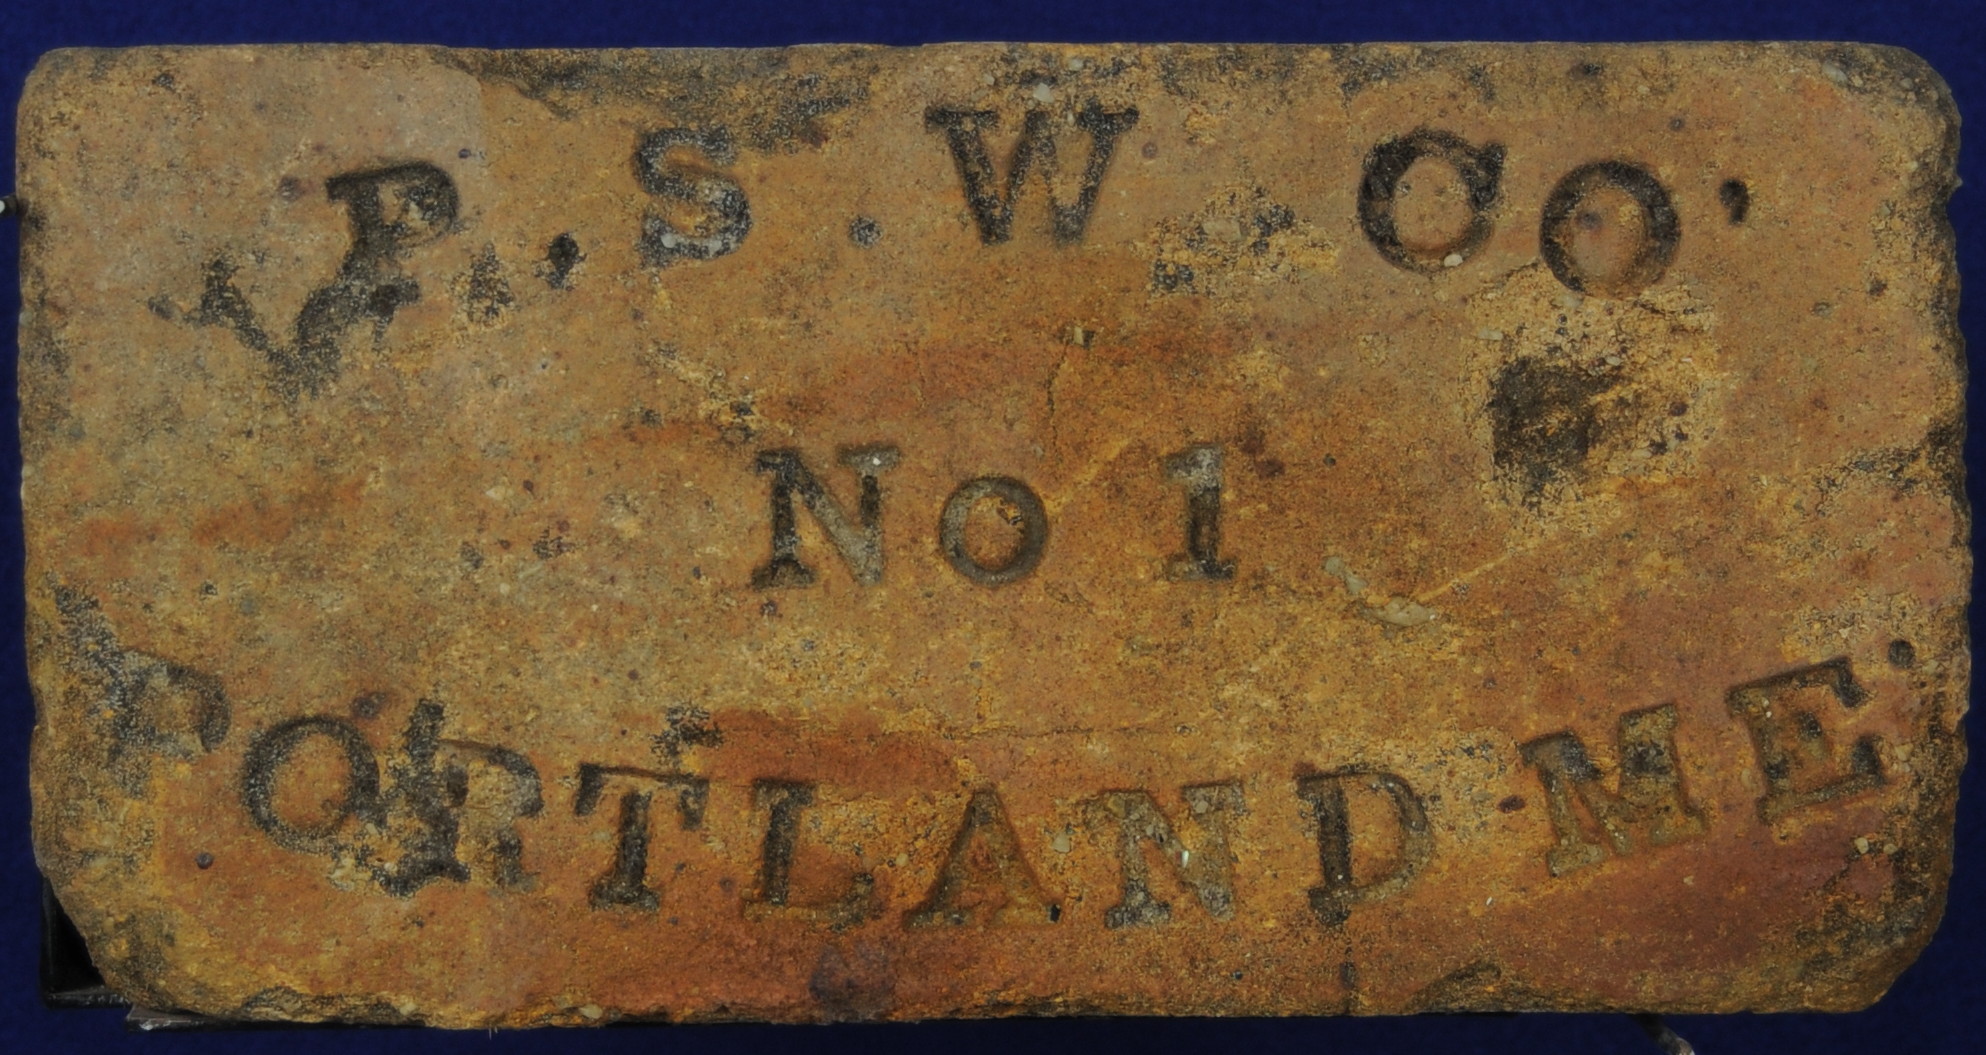 P. S. W. CO.
No 1
PORTLAND ME.